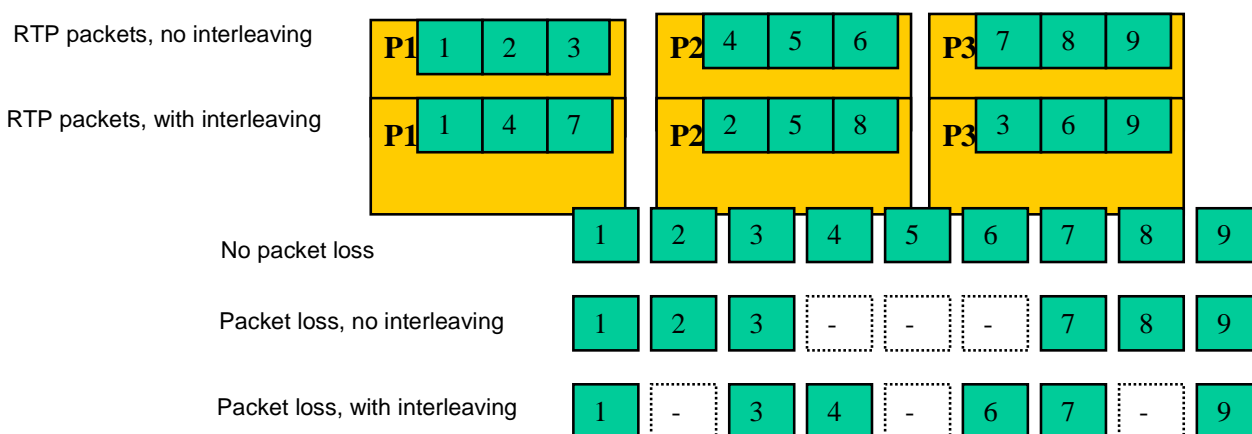 RTP packets, no interleaving P1 1 2 3 P2 4 5 6 P3 7 8 9
RTP packets, with interleaving P1 1 4 7 P2 2 5 8 P3 3 6 9
No packet loss 1 2 3 4 5 6 7 8 9
Packet loss, no interleaving 1 2 3 - - - 7 8 9
Packet loss, with interleaving 1 - 3 4 - 6 7 - 9